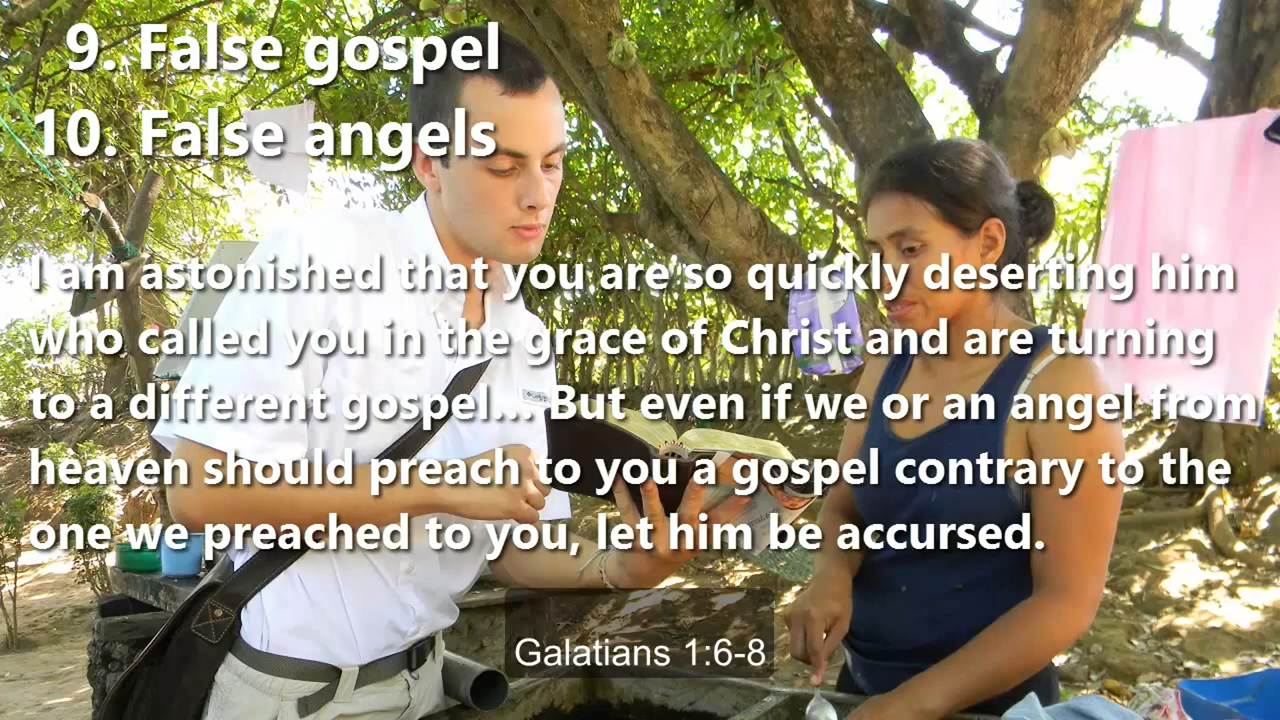 9. False gospel
10. False angels
I am astonished that you are so quickly deserting him
who called you in the grace of Christ and are turning
to a different gospel... But even if we or an angel from
heaven should preach to you a gospel contrary to the
one we preached to you, let him be accursed.
Galatians 1:6-8